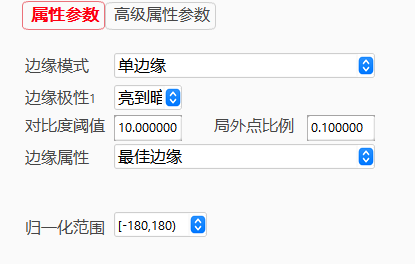 属性参数 高级属性参数
边缘模式 单边缘
边缘极性1 亮到暗
对比度阈值 10.000000 局外点比例 0.100000
边缘属性 最佳边缘
归一化范围 [-180,180)